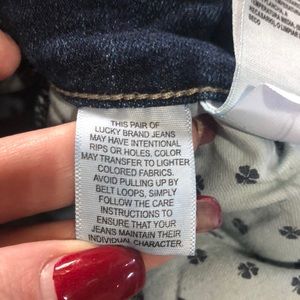 THIS PAIR OF
LUCKY BRAND JEANS
MAY HAVE INTENTIONAL
RIPS OR HOLES. COLOR
MAY TRANSFER TO LIGHTER
COLORED FABRICS.
AVOID PULLING UP BY
BELT LOOPS, SIMPLY
FOLLOW THE CARE
INSTRUCTIONS TO
ENSURE THAT YOUR
JEANS MAINTAIN THEIR
INDIVIDUAL CHARACTER.